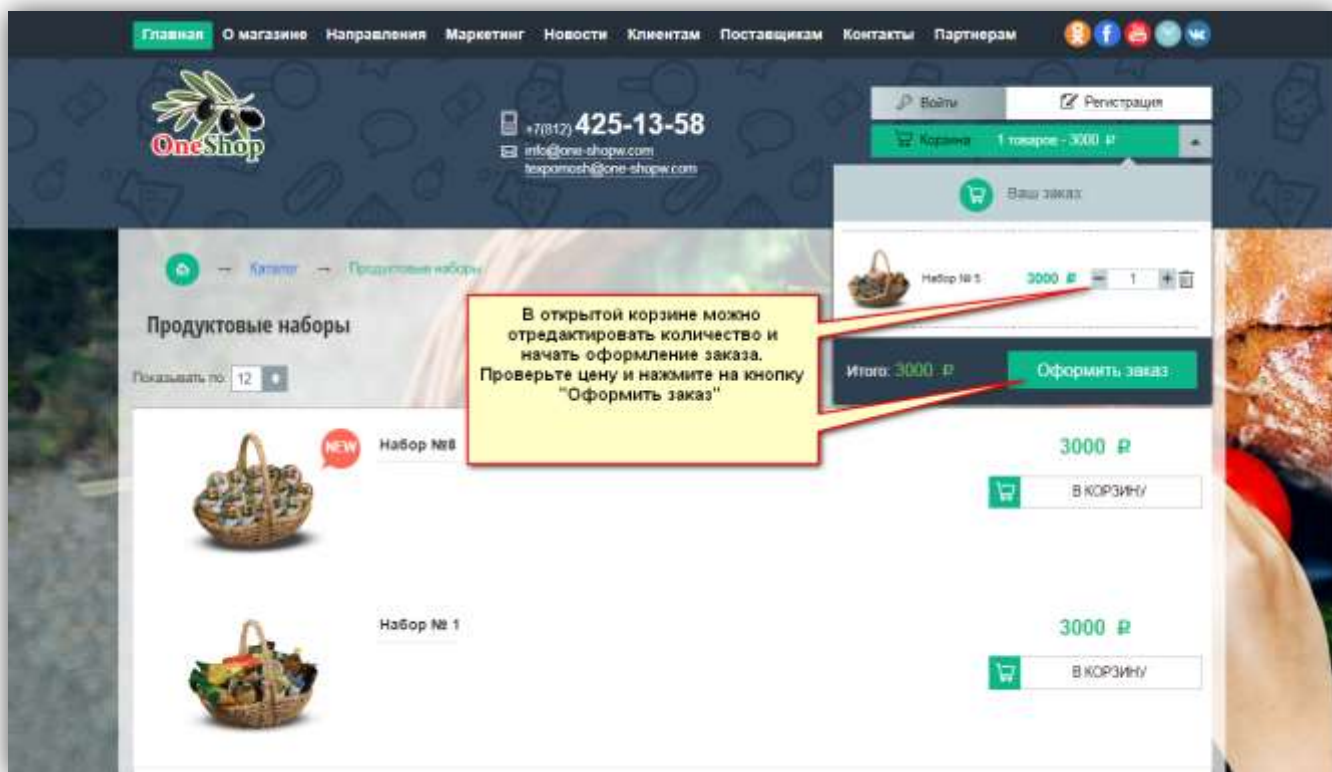 Главная О магазине Направления Маркетинг Новости Клиентам Поставщикам Контакты Партнерам
OneShop
+7(812) 425-13-58
info@one-shopw.com
texpomosh@one-shopw.com
Войти Регистрация
Корзина 1 товаров - 3000 ₽
Ваш заказ
Набор № 5 3000 ₽ - 1 +
Итого: 3000 ₽ Оформить заказ
→ Каталог → Продуктовые наборы
Продуктовые наборы
Показывать по: 12
В открытой корзине можно
отредактировать количество и
начать оформление заказа.
Проверьте цену и нажмите на кнопку
"Оформить заказ"
NEW Набор №8 3000 ₽
В КОРЗИНУ
Набор № 1 3000 ₽
В КОРЗИНУ